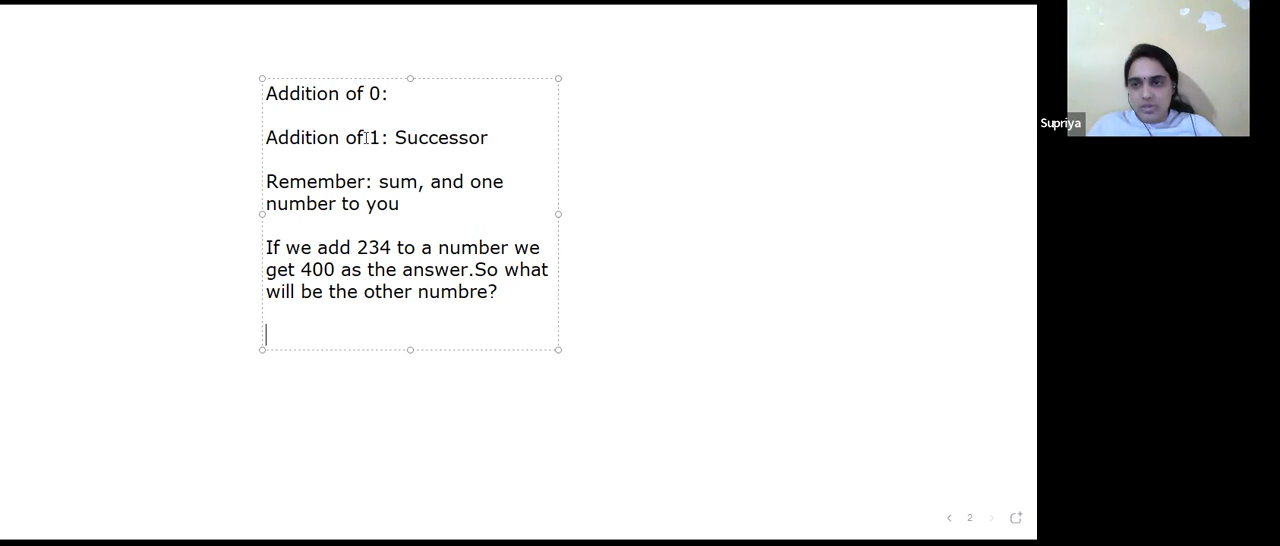 Addition of 0:
Addition of 1: Successor
Remember: sum, and one
number to you
If we add 234 to a number we
get 400 as the answer.So what
will be the other numbre?
Supriya
2